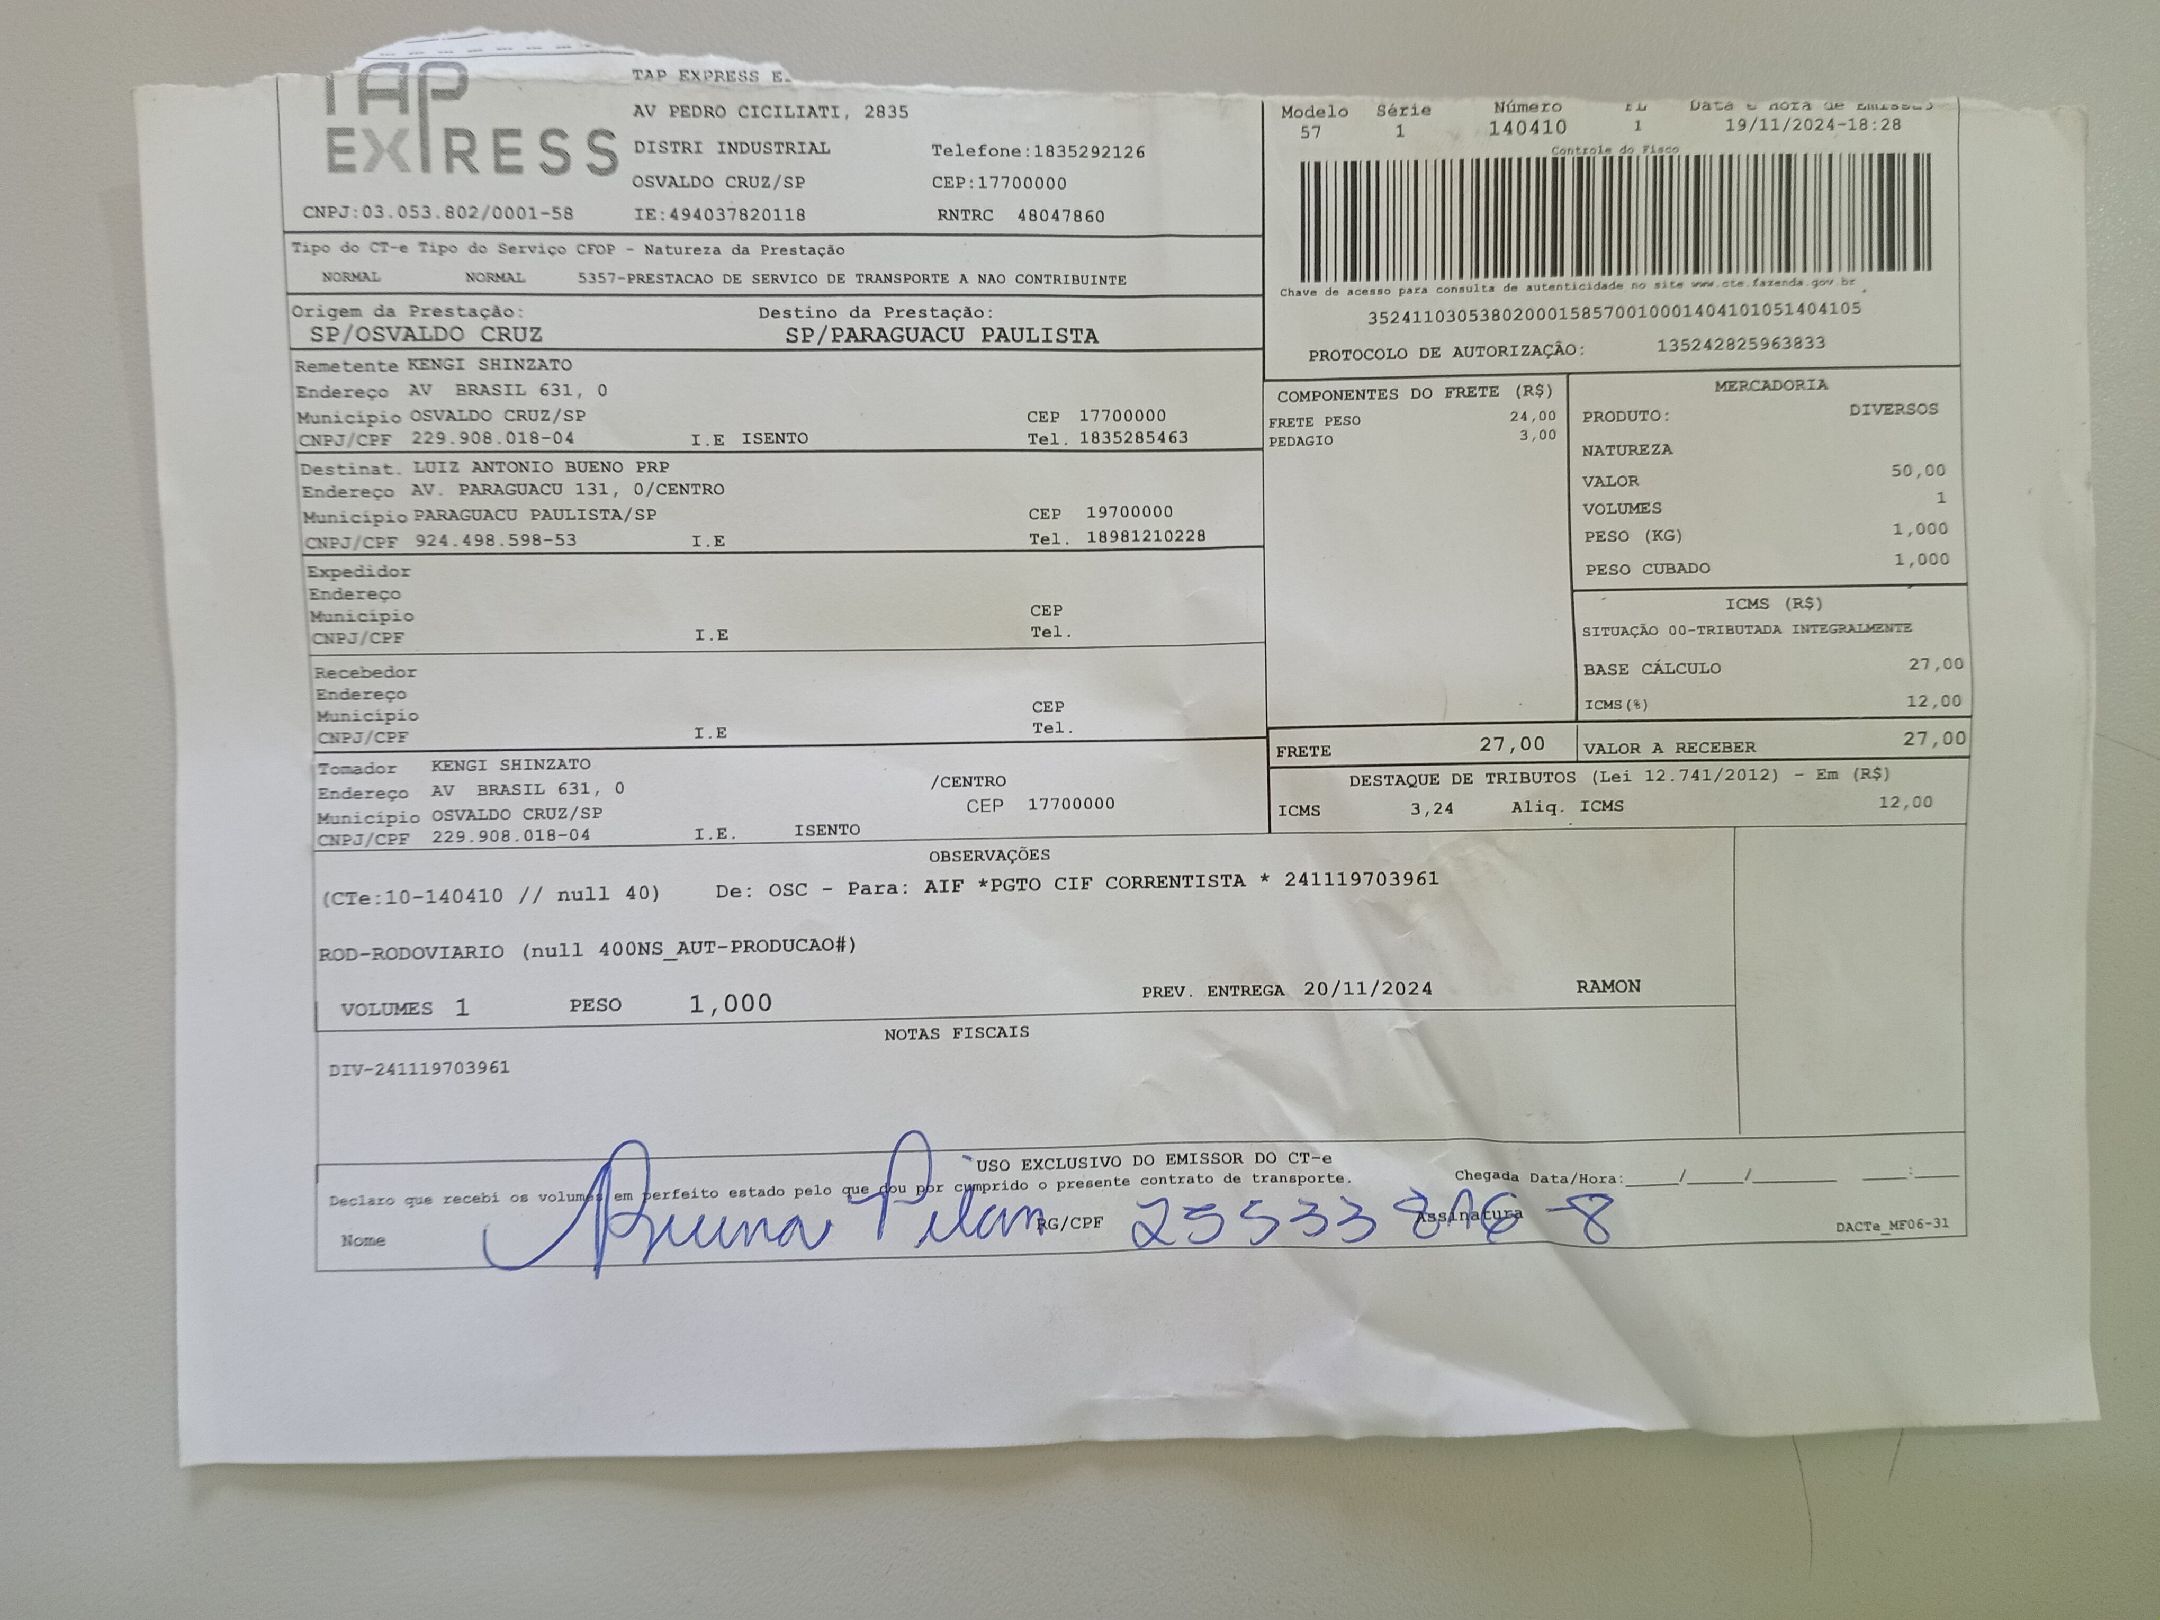 TAP EXPRESS
TAP EXPRESS E.
AV PEDRO CICILIATI, 2835
DISTRI INDUSTRIAL Telefone:1835292126
OSVALDO CRUZ/SP CEP:17700000
CNPJ:03.053.802/0001-58 IE:494037820118 RNTRC 48047860
Modelo Série Número FL Data e hora de Emissão
57 1 140410 1 19/11/2024-18:28
Controle do Fisco
Chave de acesso para consulta de autenticidade no site www.cte.fazenda.gov.br
35241103053802000158570010001404101051404105
PROTOCOLO DE AUTORIZAÇÃO: 135242825963833
Tipo do CT-e Tipo do Serviço CFOP - Natureza da Prestação
NORMAL NORMAL 5357-PRESTACAO DE SERVICO DE TRANSPORTE A NAO CONTRIBUINTE
Origem da Prestação: Destino da Prestação:
SP/OSVALDO CRUZ SP/PARAGUACU PAULISTA
Remetente KENGI SHINZATO
Endereço AV BRASIL 631, 0
Município OSVALDO CRUZ/SP CEP 17700000
CNPJ/CPF 229.908.018-04 I.E ISENTO Tel. 1835285463
Destinat. LUIZ ANTONIO BUENO PRP
Endereço AV. PARAGUACU 131, 0/CENTRO
Município PARAGUACU PAULISTA/SP CEP 19700000
CNPJ/CPF 924.498.598-53 I.E Tel. 18981210228
Expedidor
Endereço
Município CEP
CNPJ/CPF I.E Tel.
Recebedor
Endereço
Município CEP
CNPJ/CPF I.E Tel.
Tomador KENGI SHINZATO
Endereço AV BRASIL 631, 0 /CENTRO
Município OSVALDO CRUZ/SP CEP 17700000
CNPJ/CPF 229.908.018-04 I.E. ISENTO
COMPONENTES DO FRETE (R$)
FRETE PESO 24,00
PEDAGIO 3,00
MERCADORIA
PRODUTO: DIVERSOS
NATUREZA
VALOR 50,00
VOLUMES 1
PESO (KG) 1,000
PESO CUBADO 1,000
ICMS (R$)
SITUAÇÃO 00-TRIBUTADA INTEGRALMENTE
BASE CÁLCULO 27,00
ICMS(%) 12,00
FRETE 27,00 VALOR A RECEBER 27,00
DESTAQUE DE TRIBUTOS (Lei 12.741/2012) - Em (R$)
ICMS 3,24 Aliq. ICMS 12,00
OBSERVAÇÕES
(CTe:10-140410 // null 40) De: OSC - Para: AIF *PGTO CIF CORRENTISTA * 241119703961
ROD-RODOVIARIO (null 400NS_AUT-PRODUCAO#)
VOLUMES 1 PESO 1,000 PREV. ENTREGA 20/11/2024 RAMON
NOTAS FISCAIS
DIV-241119703961
USO EXCLUSIVO DO EMISSOR DO CT-e
Declaro que recebi os volumes em perfeito estado pelo que dou por cumprido o presente contrato de transporte. Chegada Data/Hora:____/____/______ ___:___
Nome Bruna Pilan RG/CPF 25533816-8 Assinatura DACTe_MF06-31